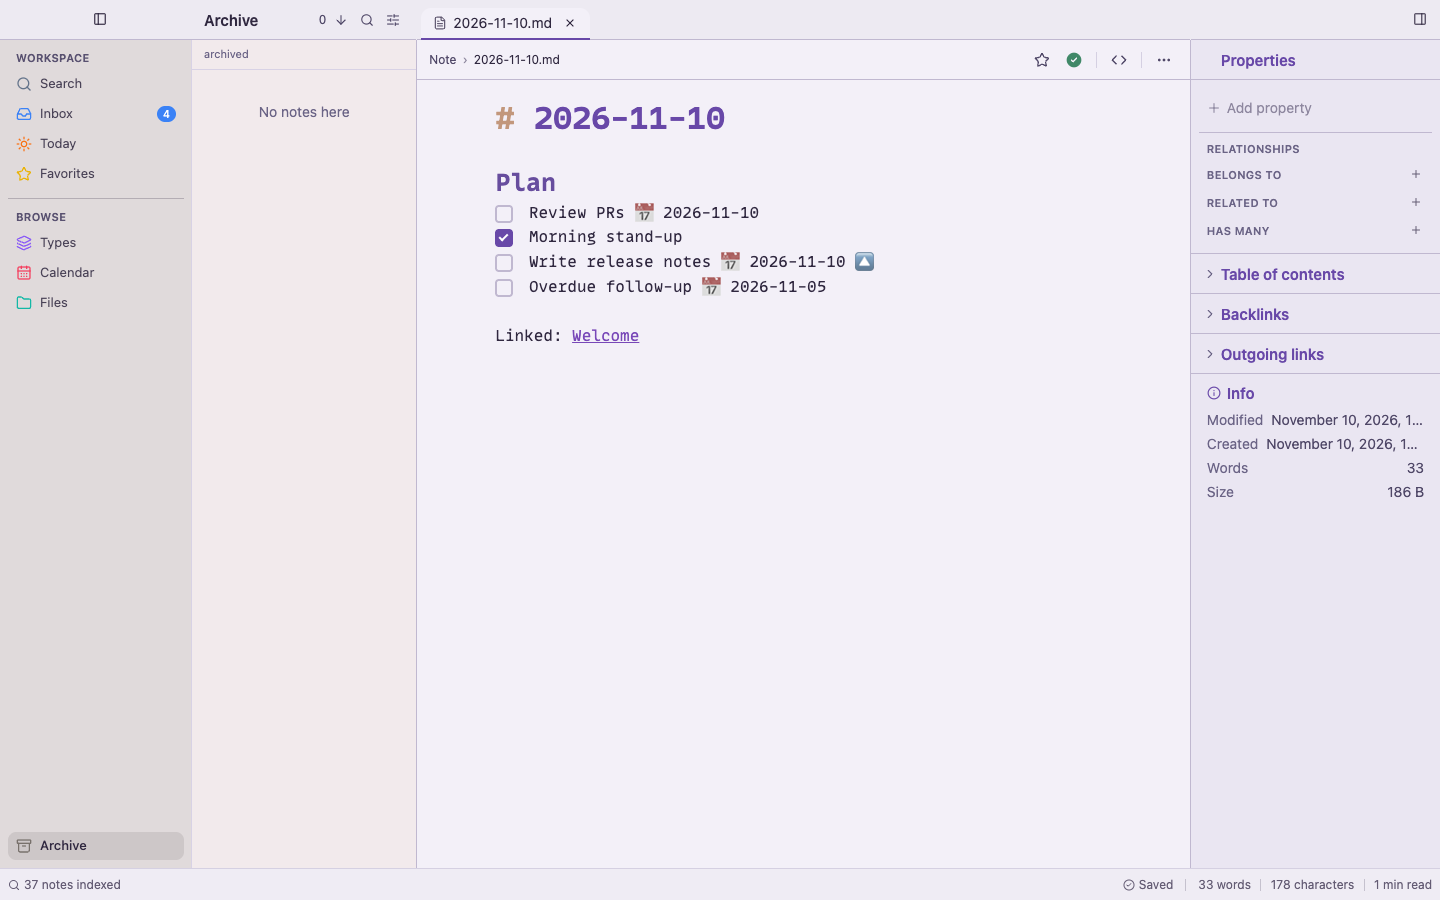 Archive
0
2026-11-10.md
WORKSPACE
Search
Inbox
4
Today
Favorites
BROWSE
Types
Calendar
Files
Archive
archived
No notes here
Note › 2026-11-10.md
# 2026-11-10
Plan
Review PRs 📅 2026-11-10
Morning stand-up
Write release notes 📅 2026-11-10 🔼
Overdue follow-up 📅 2026-11-05
Linked: Welcome
Properties
Add property
RELATIONSHIPS
BELONGS TO
RELATED TO
HAS MANY
Table of contents
Backlinks
Outgoing links
Info
Modified November 10, 2026, 1...
Created November 10, 2026, 1...
Words 33
Size 186 B
37 notes indexed
Saved
33 words
178 characters
1 min read